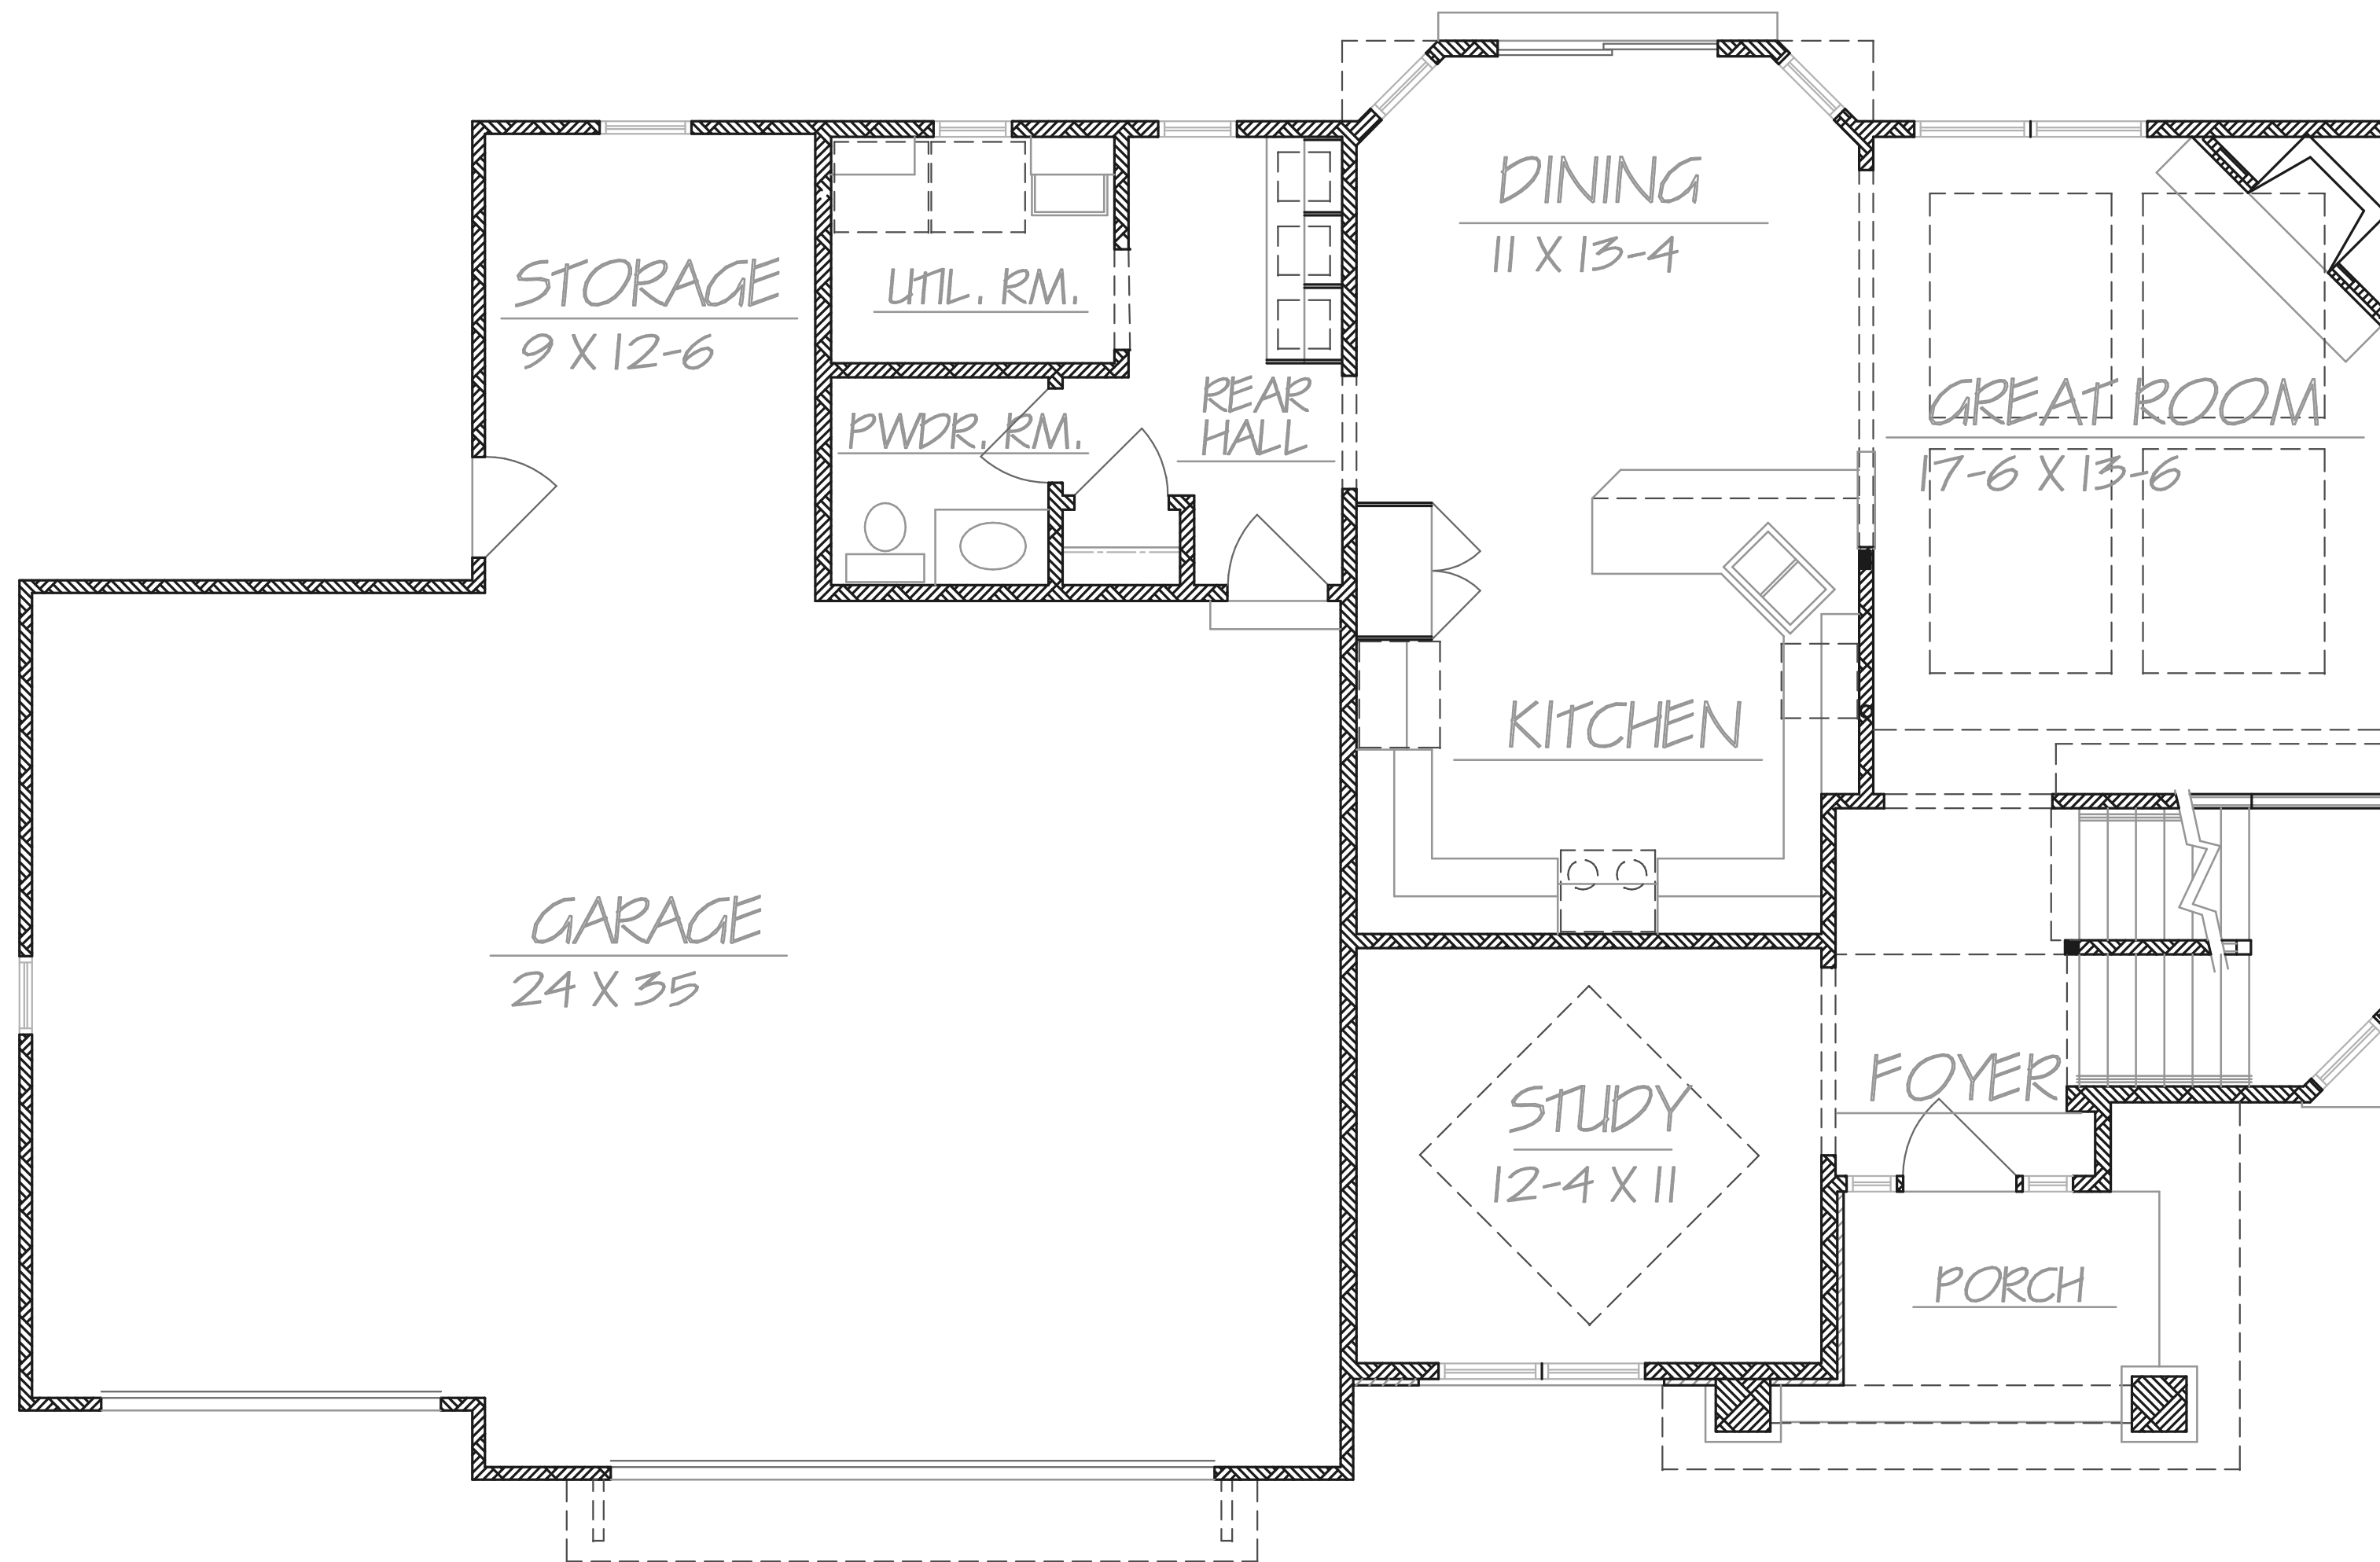 DINING
11 X 13-4
STORAGE
9 X 12-6
UTIL. RM.
PWDR. RM.
REAR
HALL
GREAT ROOM
17-6 X 13-6
KITCHEN
GARAGE
24 X 35
STUDY
12-4 X 11
FOYER
PORCH